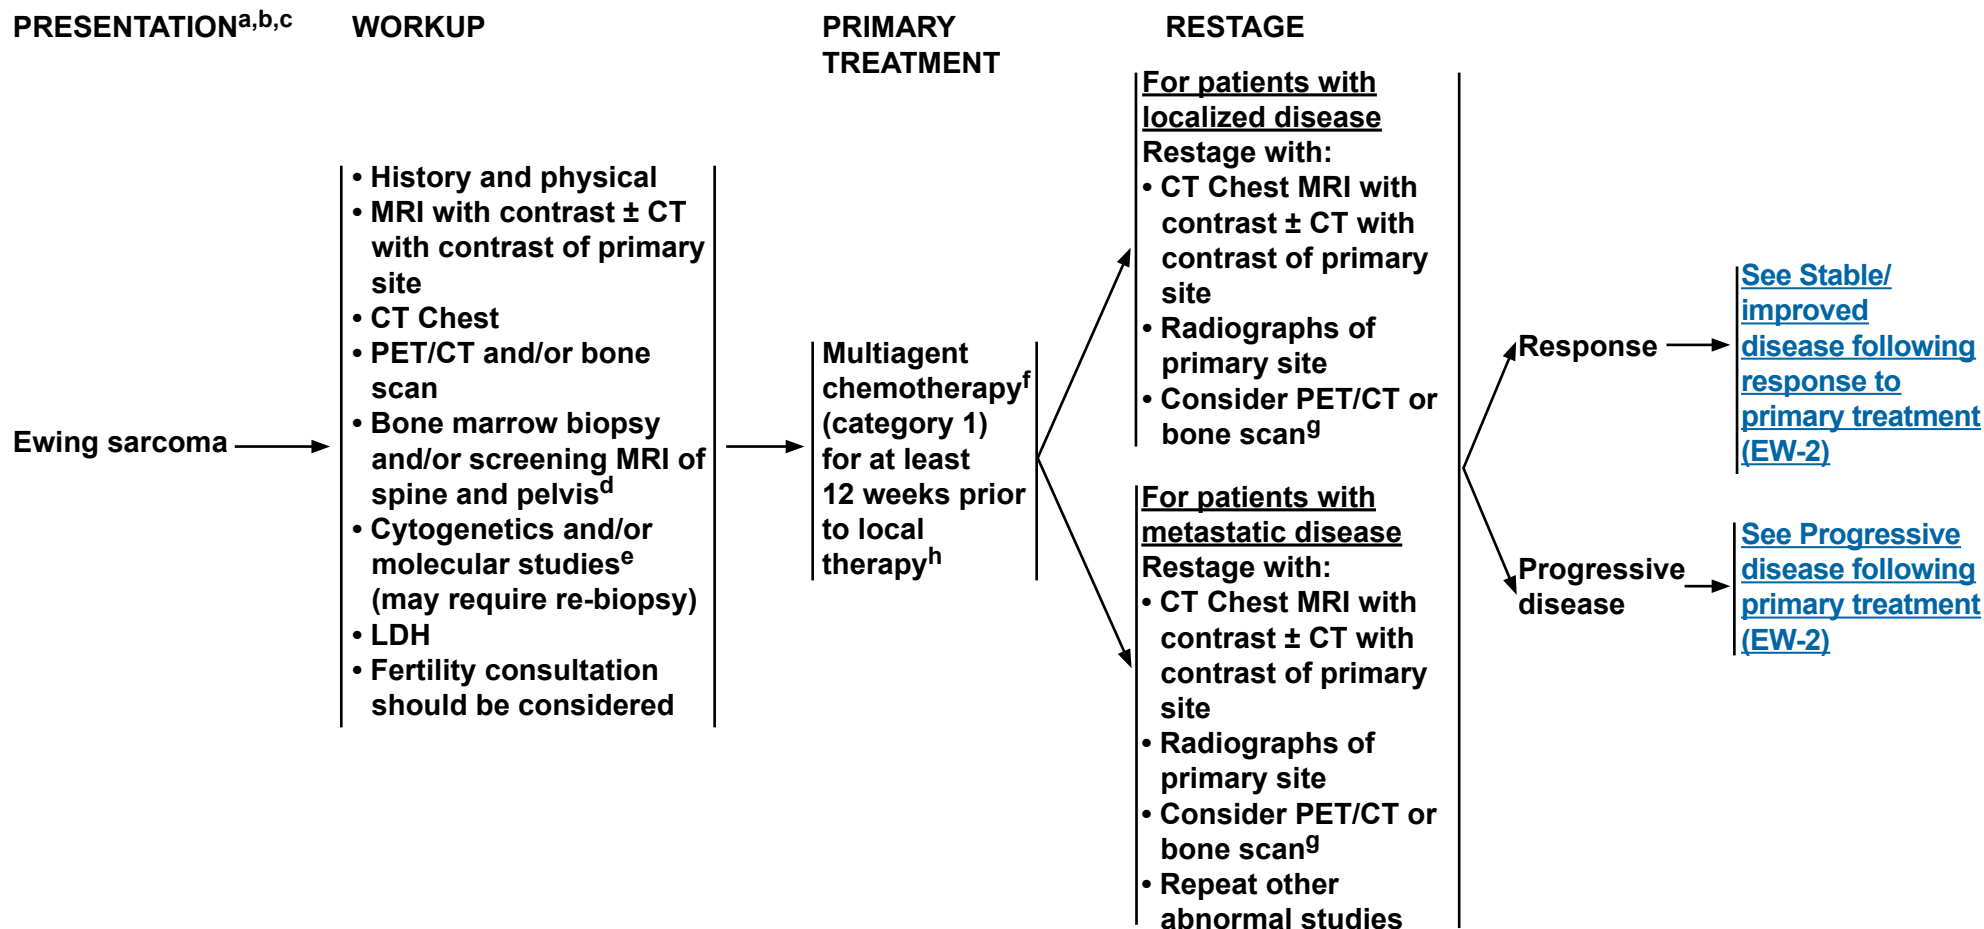 PRESENTATIONa,b,c
WORKUP
PRIMARY
TREATMENT
RESTAGE
Ewing sarcoma
• History and physical
• MRI with contrast ± CT
with contrast of primary
site
• CT Chest
• PET/CT and/or bone
scan
• Bone marrow biopsy
and/or screening MRI of
spine and pelvisd
• Cytogenetics and/or
molecular studiese
(may require re-biopsy)
• LDH
• Fertility consultation
should be considered
Multiagent
chemotherapyf
(category 1)
for at least
12 weeks prior
to local
therapyh
For patients with
localized disease
Restage with:
• CT Chest MRI with
contrast ± CT with
contrast of primary
site
• Radiographs of
primary site
• Consider PET/CT or
bone scang
For patients with
metastatic disease
Restage with:
• CT Chest MRI with
contrast ± CT with
contrast of primary
site
• Radiographs of
primary site
• Consider PET/CT or
bone scang
• Repeat other
abnormal studies
Response
See Stable/
improved
disease following
response to
primary treatment
(EW-2)
Progressive
disease
See Progressive
disease following
primary treatment
(EW-2)